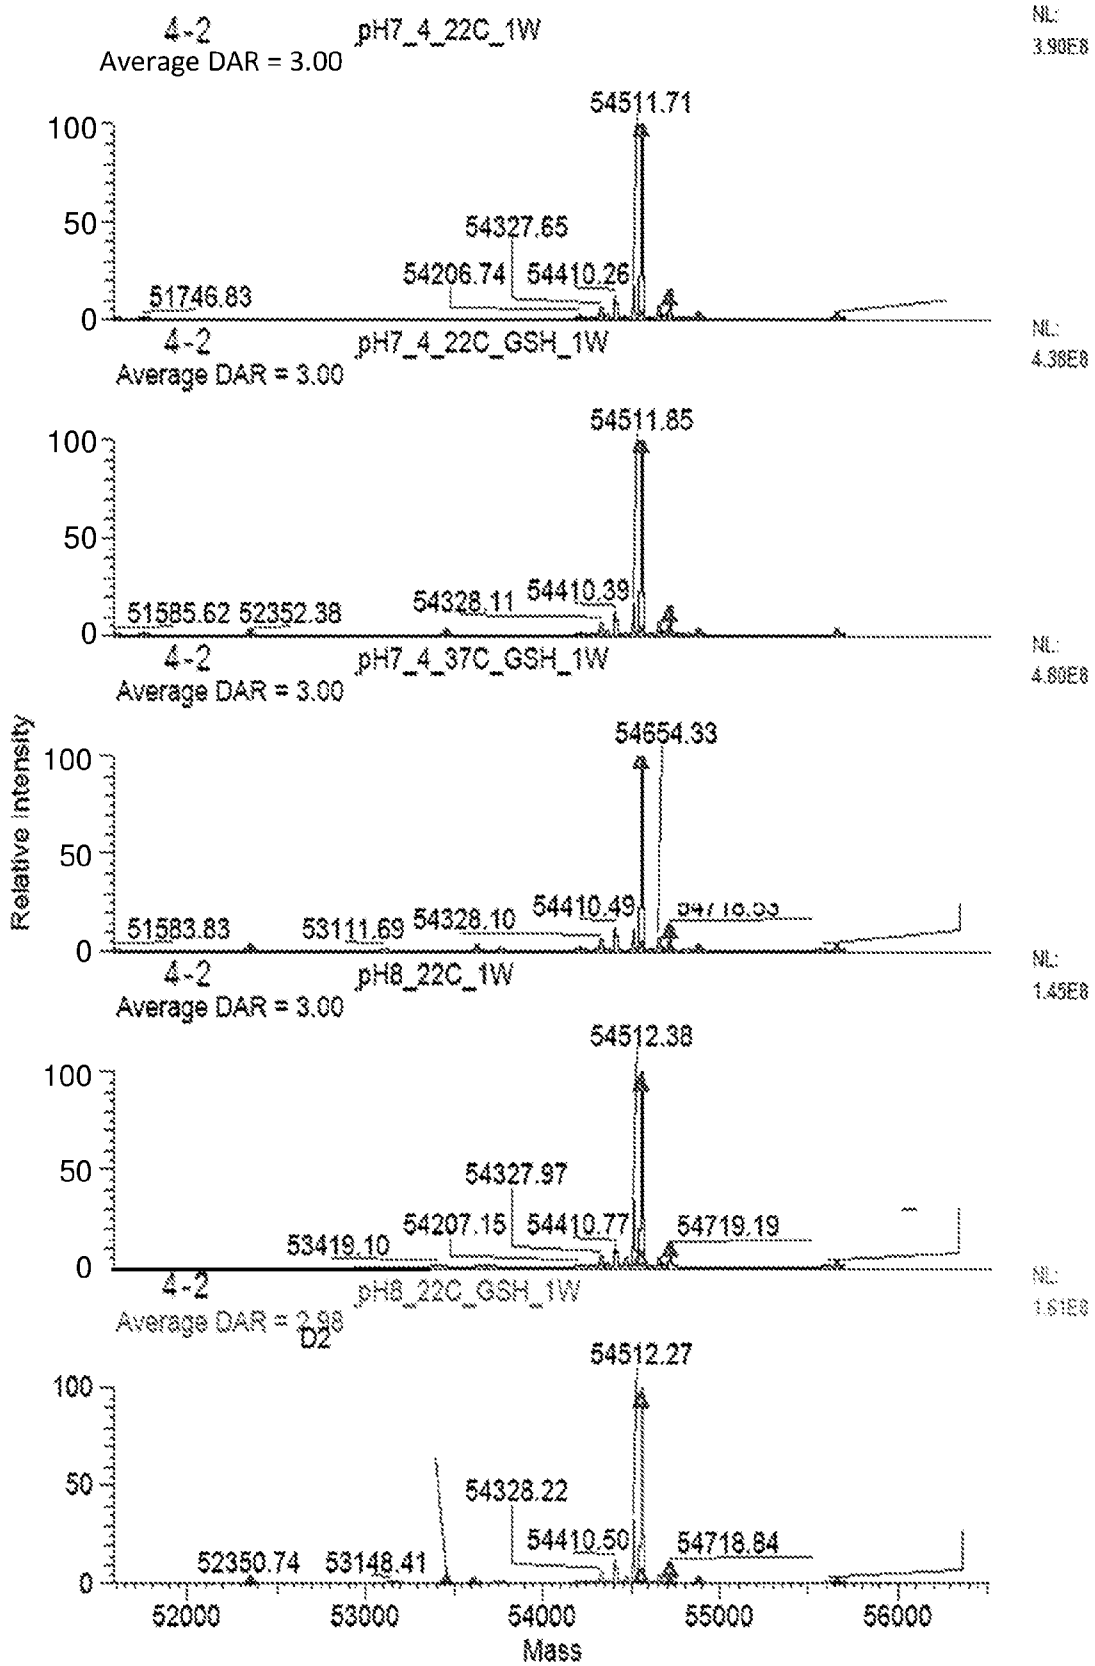 4-2 pH7_4_22C_1W NL:
Average DAR = 3.00 3.90E8
54511.71
100
50
54327.65
54206.74 54410.26
51746.83
0
4-2 pH7_4_22C_GSH_1W NL:
Average DAR = 3.00 4.38E8
54511.85
100
50
54328.11 54410.39
51585.62 52352.38
0
4-2 pH7_4_37C_GSH_1W NL:
Average DAR = 3.00 4.80E8
Relative Intensity
54654.33
100
50
51583.83 53111.69 54328.10 54410.49 54718.53
0
4-2 pH8_22C_1W NL:
Average DAR = 3.00 1.45E8
54512.38
100
50
54327.97
53419.10 54207.15 54410.77 54719.19
0
4-2 pH8_22C_GSH_1W NL:
Average DAR = 2.98 1.61E8
D2
54512.27
100
50
54328.22
52350.74 53148.41 54410.50 54718.84
0
52000 53000 54000 55000 56000
Mass